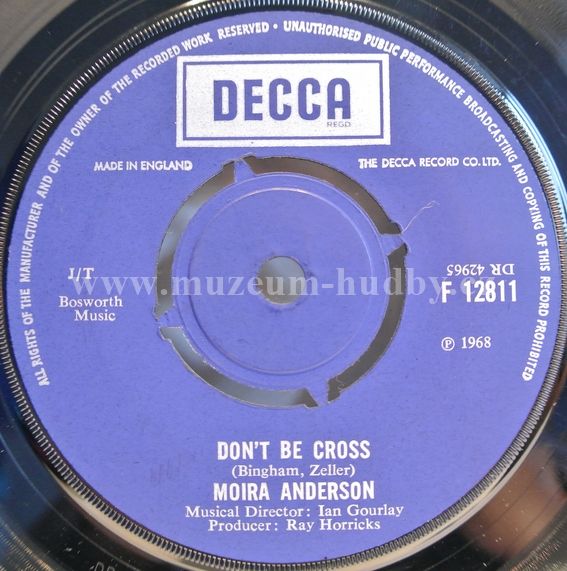 ALL RIGHTS OF THE MANUFACTURER AND OF THE OWNER OF THE RECORDED WORK RESERVED • UNAUTHORISED PUBLIC PERFORMANCE BROADCASTING AND COPYING OF THIS RECORD PROHIBITED
DECCA
REGD
MADE IN ENGLAND
THE DECCA RECORD CO. LTD.
DR 42965
J/T
www.muzeum-hudby.
F 12811
Bosworth
Music
℗ 1968
DON'T BE CROSS
(Bingham, Zeller)
MOIRA ANDERSON
Musical Director: Ian Gourlay
Producer: Ray Horricks